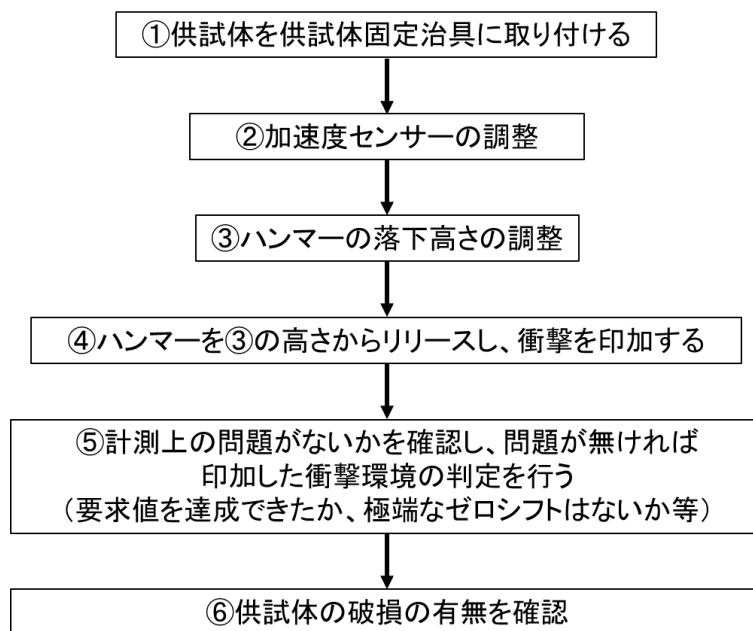 ①供試体を供試体固定治具に取り付ける
②加速度センサーの調整
③ハンマーの落下高さの調整
④ハンマーを③の高さからリリースし、衝撃を印加する
⑤計測上の問題がないかを確認し、問題が無ければ
印加した衝撃環境の判定を行う
（要求値を達成できたか、極端なゼロシフトはないか等）
⑥供試体の破損の有無を確認